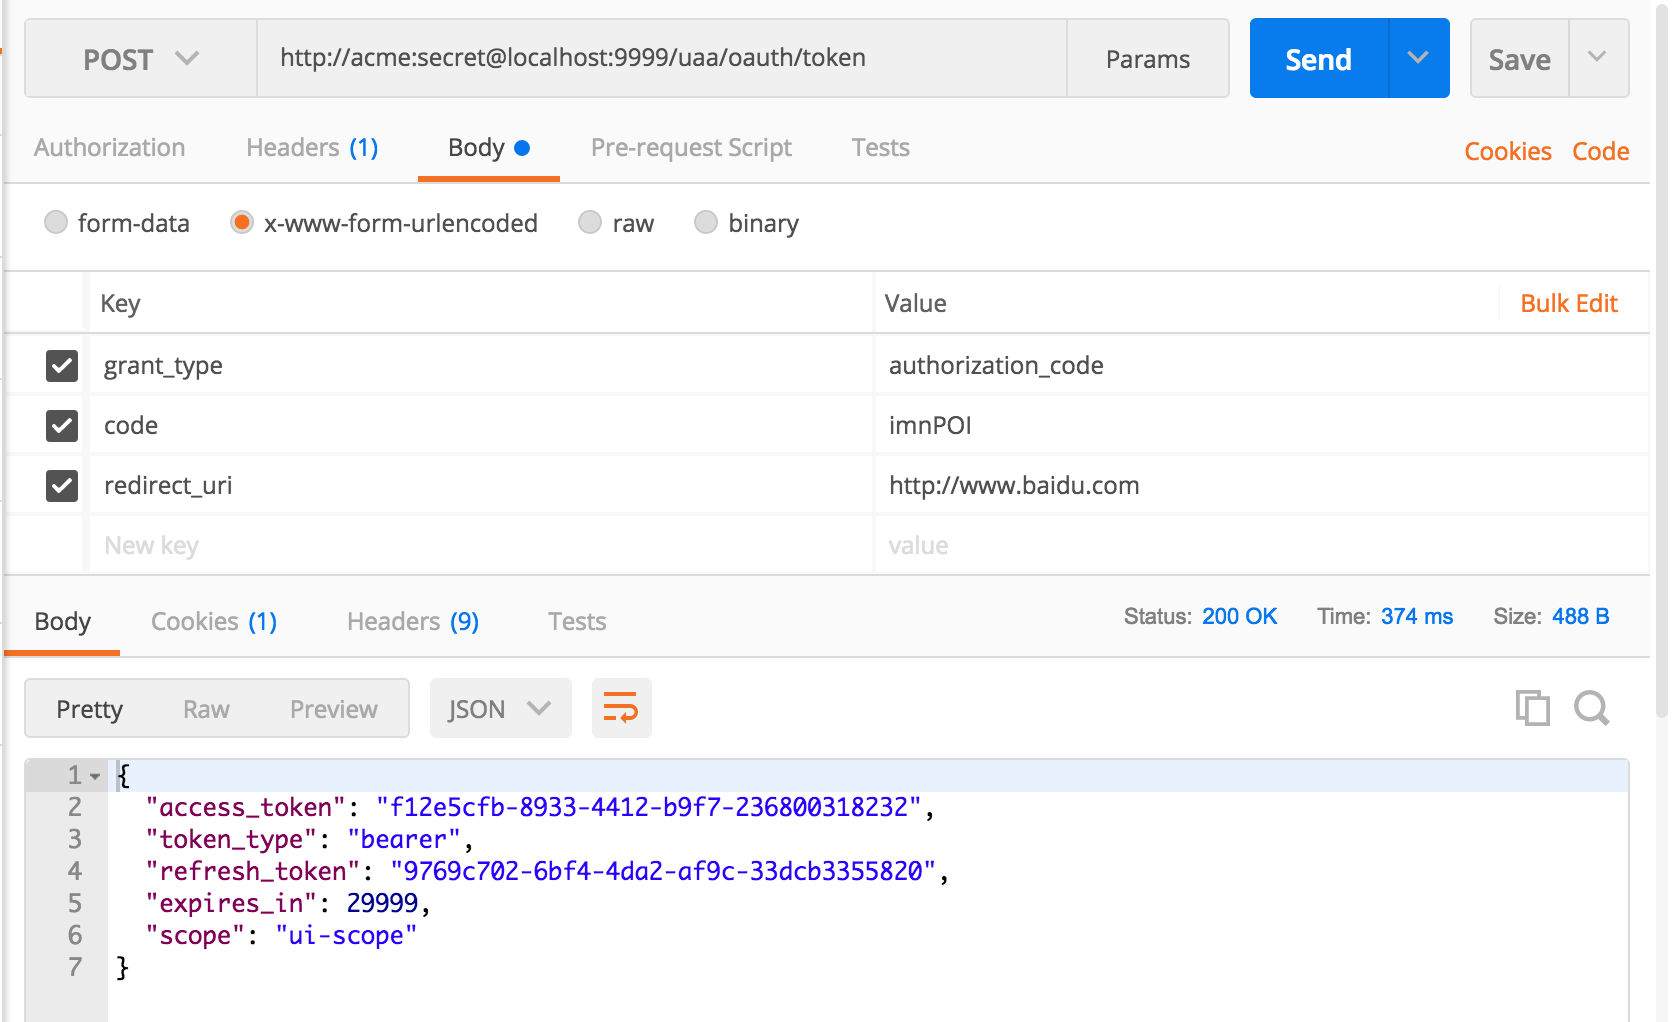 POST http://acme:secret@localhost:9999/uaa/oauth/token Params Send Save
Authorization Headers (1) Body Pre-request Script Tests Cookies Code
form-data x-www-form-urlencoded raw binary
Key Value Bulk Edit
grant_type authorization_code
code imnPOI
redirect_uri http://www.baidu.com
New key value
Body Cookies (1) Headers (9) Tests Status: 200 OK Time: 374 ms Size: 488 B
Pretty Raw Preview JSON
1 {
2 "access_token": "f12e5cfb-8933-4412-b9f7-236800318232",
3 "token_type": "bearer",
4 "refresh_token": "9769c702-6bf4-4da2-af9c-33dcb3355820",
5 "expires_in": 29999,
6 "scope": "ui-scope"
7 }